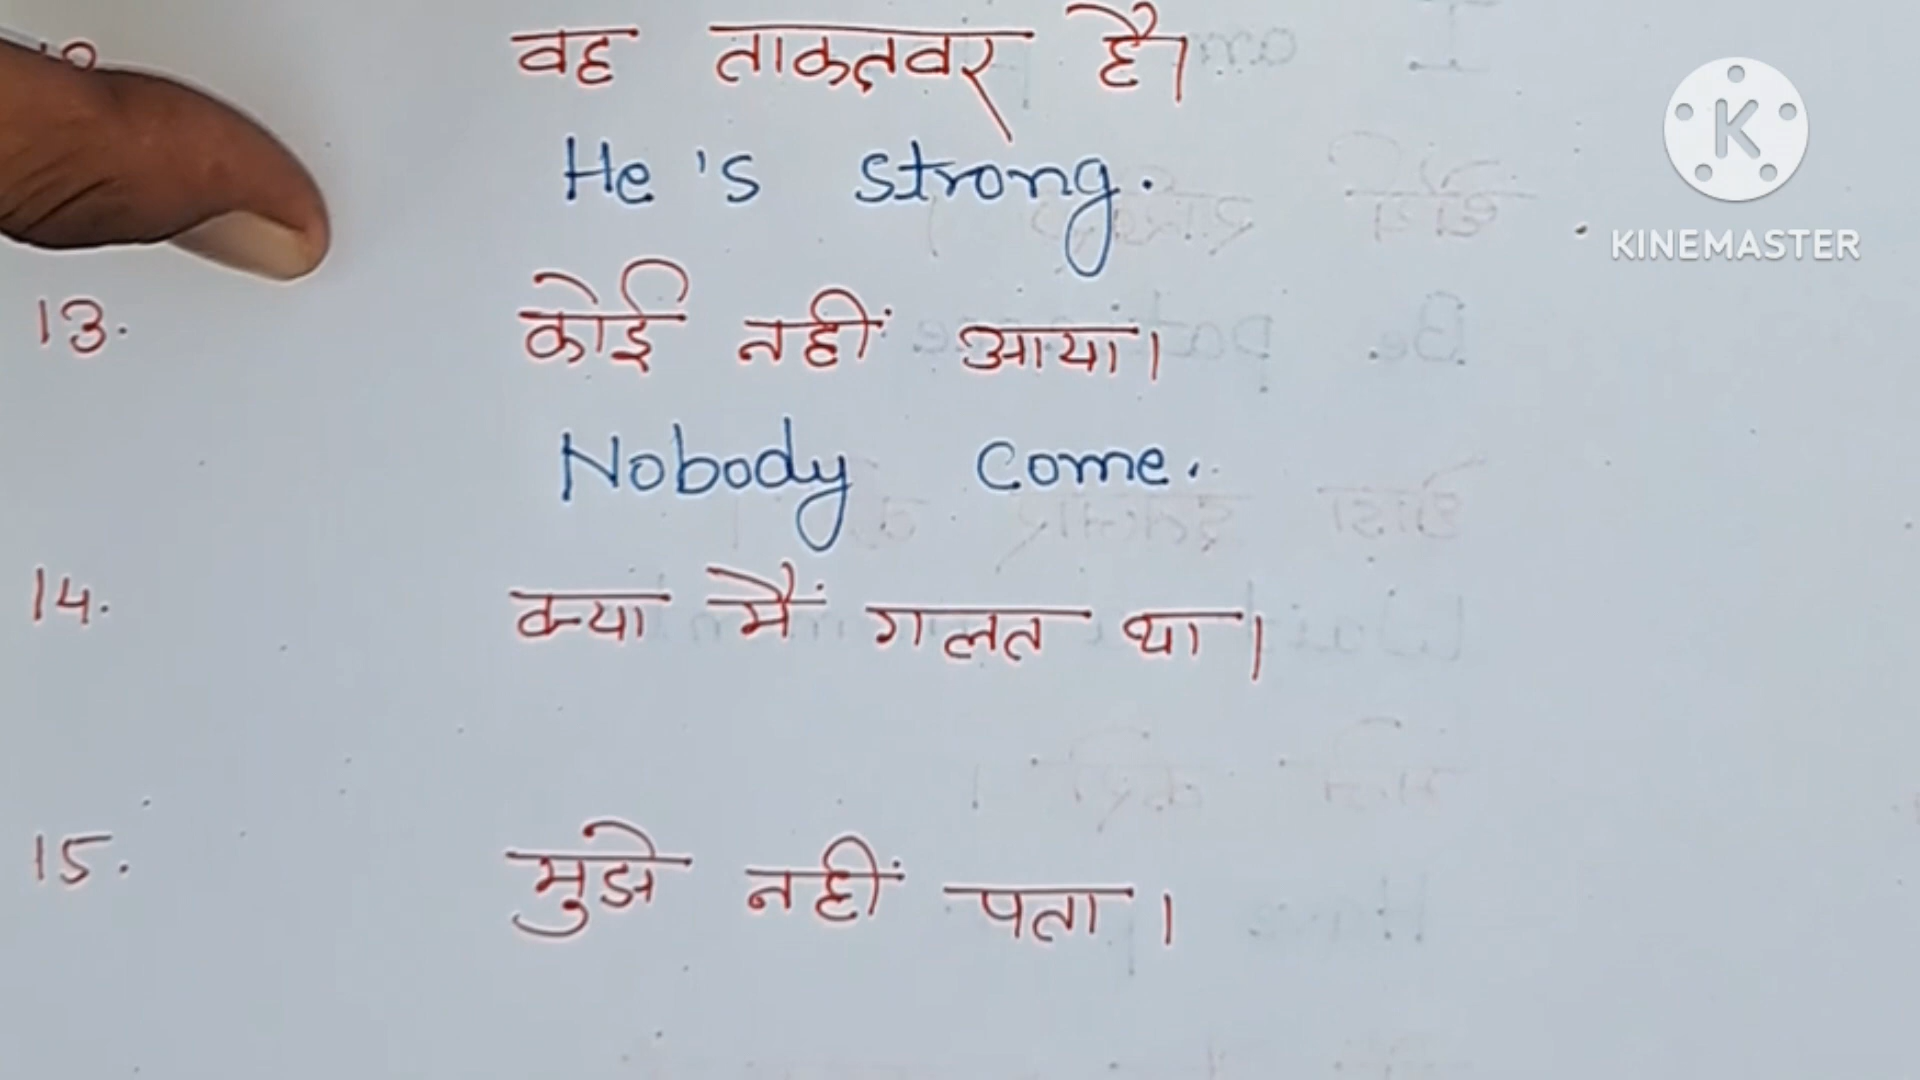 वह ताकतवर है।
He's strong.
13. कोई नहीं आया।
Nobody come.
14. क्या मैं गलत था।
15. मुझे नहीं पता।
K
KINEMASTER